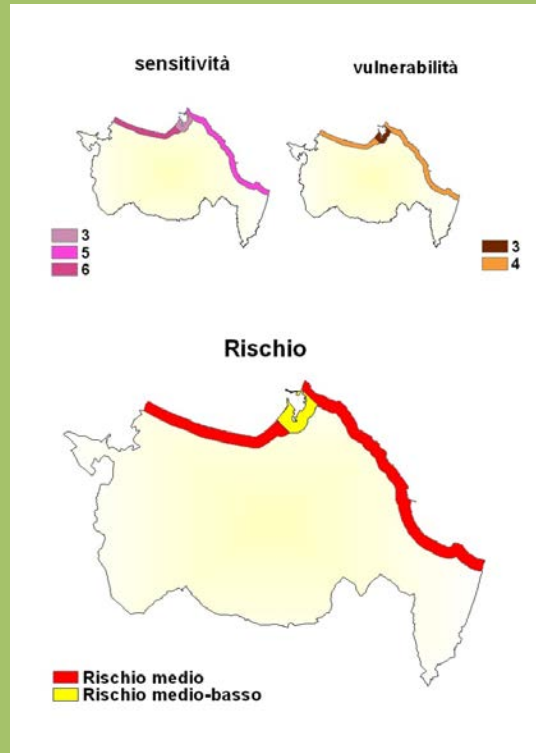 sensitività
vulnerabilità
3
5
6
3
4
Rischio
Rischio medio
Rischio medio-basso